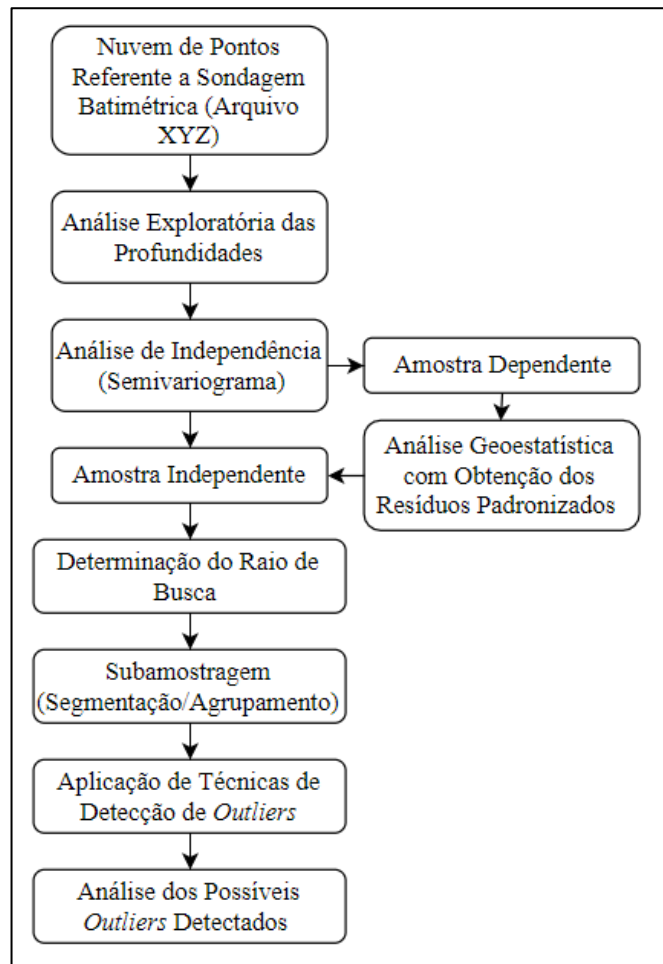 Nuvem de Pontos
Referente a Sondagem
Batimétrica (Arquivo
XYZ)
Análise Exploratória das
Profundidades
Análise de Independência
(Semivariograma)
Amostra Dependente
Análise Geoestatística
com Obtenção dos
Resíduos Padronizados
Amostra Independente
Determinação do Raio de
Busca
Subamostragem
(Segmentação/Agrupamento)
Aplicação de Técnicas de
Detecção de Outliers
Análise dos Possíveis
Outliers Detectados